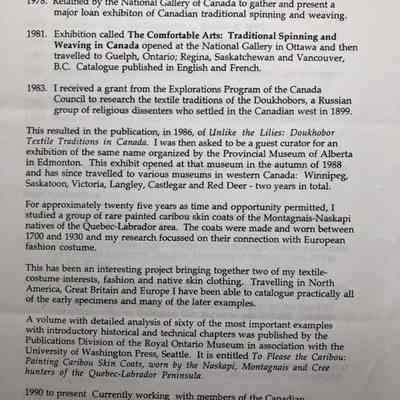 1978. Retained by the National Gallery of Canada to gather and present a
major loan exhibiton of Canadian traditional spinning and weaving.
1981. Exhibition called The Comfortable Arts: Traditional Spinning and
Weaving in Canada opened at the National Gallery in Ottawa and then
travelled to Guelph, Ontario; Regina, Saskatchewan and Vancouver,
B.C. Catalogue published in English and French.
1983. I received a grant from the Explorations Program of the Canada
Council to research the textile traditions of the Doukhobors, a Russian
group of religious dissenters who settled in the Canadian west in 1899.
This resulted in the publication, in 1986, of Unlike the Lilies: Doukhobor
Textile Traditions in Canada. I was then asked to be a guest curator for an
exhibition of the same name organized by the Provincial Museum of Alberta
in Edmonton. This exhibit opened at that museum in the autumn of 1988
and has since travelled to various museums in western Canada: Winnipeg,
Saskatoon, Victoria, Langley, Castlegar and Red Deer - two years in total.
For approximately twenty five years as time and opportunity permitted, I
studied a group of rare painted caribou skin coats of the Montagnais-Naskapi
natives of the Quebec-Labrador area. The coats were made and worn between
1700 and 1930 and my research focussed on their connection with European
fashion costume.
This has been an interesting project bringing together two of my textile-
costume interests, fashion and native skin clothing. Travelling in North
America, Great Britain and Europe I have been able to catalogue practically all
of the early specimens and many of the later examples.
A volume with detailed analysis of sixty of the most important examples
with introductory historical and technical chapters was published by the
Publications Division of the Royal Ontario Museum in association with the
University of Washington Press, Seattle. It is entitled To Please the Caribou:
Painting Caribou Skin Coats, worn by the Naskapi, Montagnais and Cree
hunters of the Quebec-Labrador Peninsula.
1990 to present Currently working with members of the Canadian